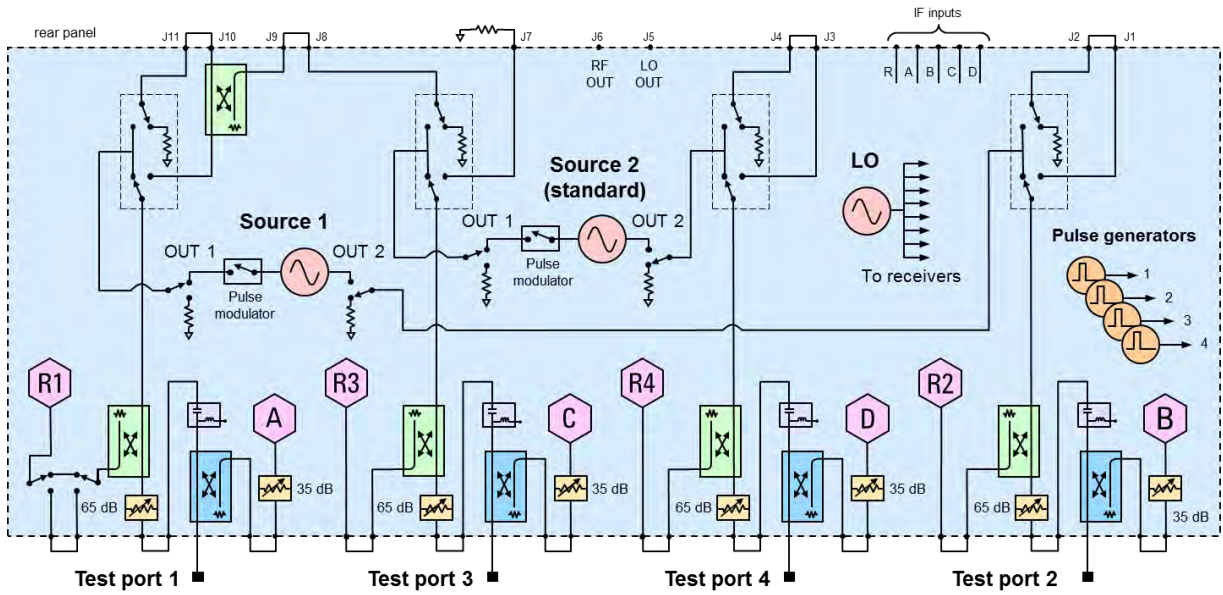 IF inputs
rear panel
J11
J10
J9
J8
J7
J6
J5
J4
J3
J2
J1
RF
OUT
LO
OUT
R
A
B
C
D
Source 2
(standard)
LO
Source 1
OUT 1
OUT 2
Pulse generators
OUT 1
OUT 2
Pulse
modulator
To receivers
Pulse
modulator
1
2
3
4
R1
A
R3
C
R4
D
R2
B
35 dB
35 dB
35 dB
65 dB
65 dB
65 dB
65 dB
35 dB
Test port 1
Test port 3
Test port 4
Test port 2